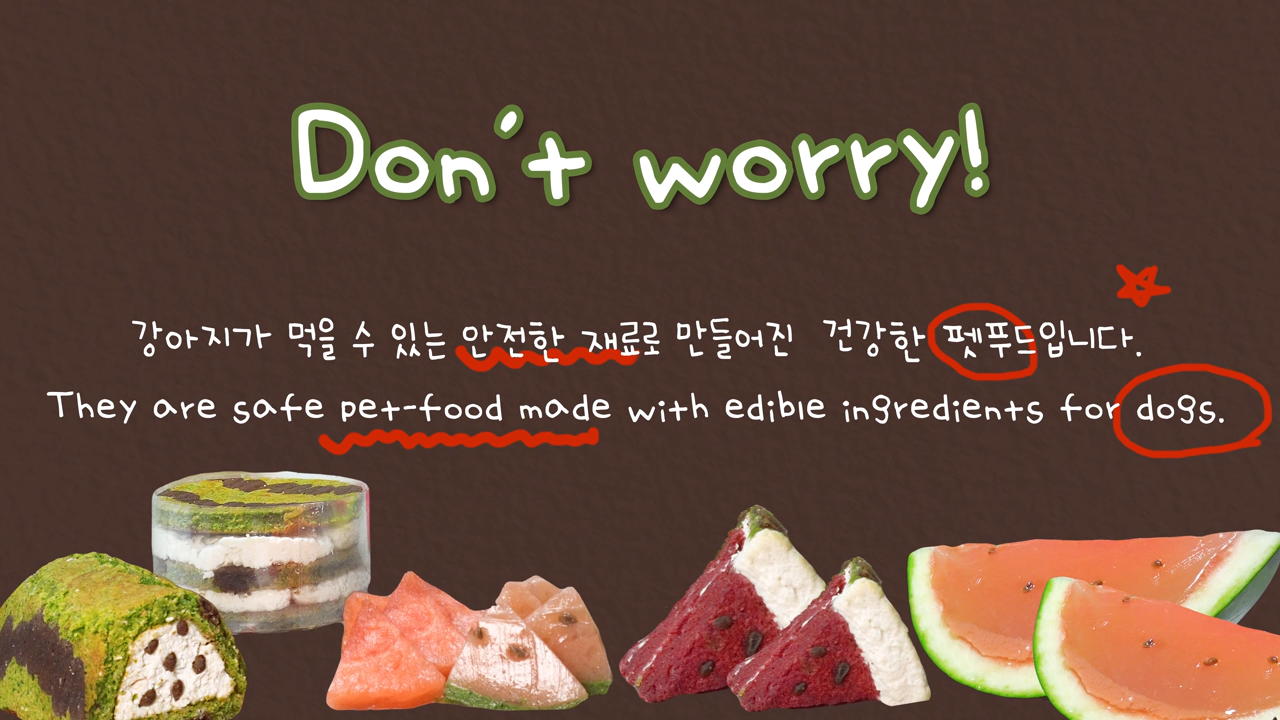 Don't worry!
강아지가 먹을 수 있는 안전한 재료로 만들어진 건강한 펫푸드입니다.
They are safe pet-food made with edible ingredients for dogs.